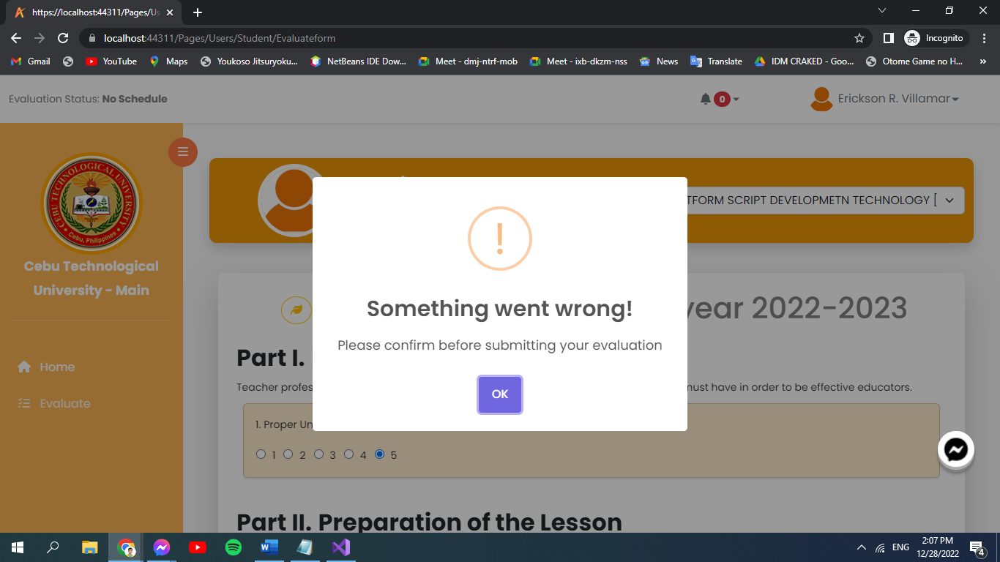 https://localhost:44311/Pages/Us
localhost:44311/Pages/Users/Student/Evaluateform
Incognito
Gmail
YouTube
Maps
Youkoso Jitsuryoku...
NetBeans IDE Dow...
Meet - dmj-ntrf-mob
Meet - ixb-dkzm-nss
News
Translate
IDM CRAKED - Goo...
Otome Game no H...
»
Evaluation Status: No Schedule
0
Erickson R. Villamar
CEBU TECHNOLOGICAL UNIVERSITY
Cebu, Philippines
Cebu Technological
University - Main
Home
Evaluate
TFORM SCRIPT DEVELOPMETN TECHNOLOGY [
year 2022-2023
Part I.
Teacher profes
must have in order to be effective educators.
1. Proper Un
1 2 3 4 5
Part II. Preparation of the Lesson
!
Something went wrong!
Please confirm before submitting your evaluation
OK
ENG
2:07 PM
12/28/2022
4